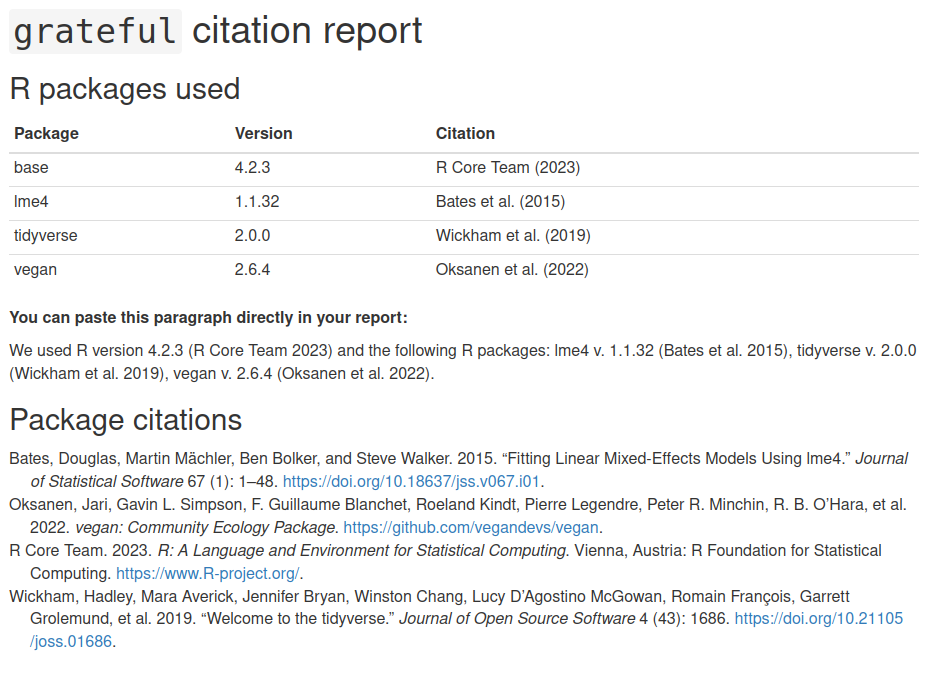 grateful citation report
R packages used
Package Version Citation
base 4.2.3 R Core Team (2023)
lme4 1.1.32 Bates et al. (2015)
tidyverse 2.0.0 Wickham et al. (2019)
vegan 2.6.4 Oksanen et al. (2022)
You can paste this paragraph directly in your report:
We used R version 4.2.3 (R Core Team 2023) and the following R packages: lme4 v. 1.1.32 (Bates et al. 2015), tidyverse v. 2.0.0
(Wickham et al. 2019), vegan v. 2.6.4 (Oksanen et al. 2022).
Package citations
Bates, Douglas, Martin Mächler, Ben Bolker, and Steve Walker. 2015. “Fitting Linear Mixed-Effects Models Using lme4.” Journal
of Statistical Software 67 (1): 1–48. https://doi.org/10.18637/jss.v067.i01.
Oksanen, Jari, Gavin L. Simpson, F. Guillaume Blanchet, Roeland Kindt, Pierre Legendre, Peter R. Minchin, R. B. O’Hara, et al.
2022. vegan: Community Ecology Package. https://github.com/vegandevs/vegan.
R Core Team. 2023. R: A Language and Environment for Statistical Computing. Vienna, Austria: R Foundation for Statistical
Computing. https://www.R-project.org/.
Wickham, Hadley, Mara Averick, Jennifer Bryan, Winston Chang, Lucy D’Agostino McGowan, Romain François, Garrett
Grolemund, et al. 2019. “Welcome to the tidyverse.” Journal of Open Source Software 4 (43): 1686. https://doi.org/10.21105
/joss.01686.